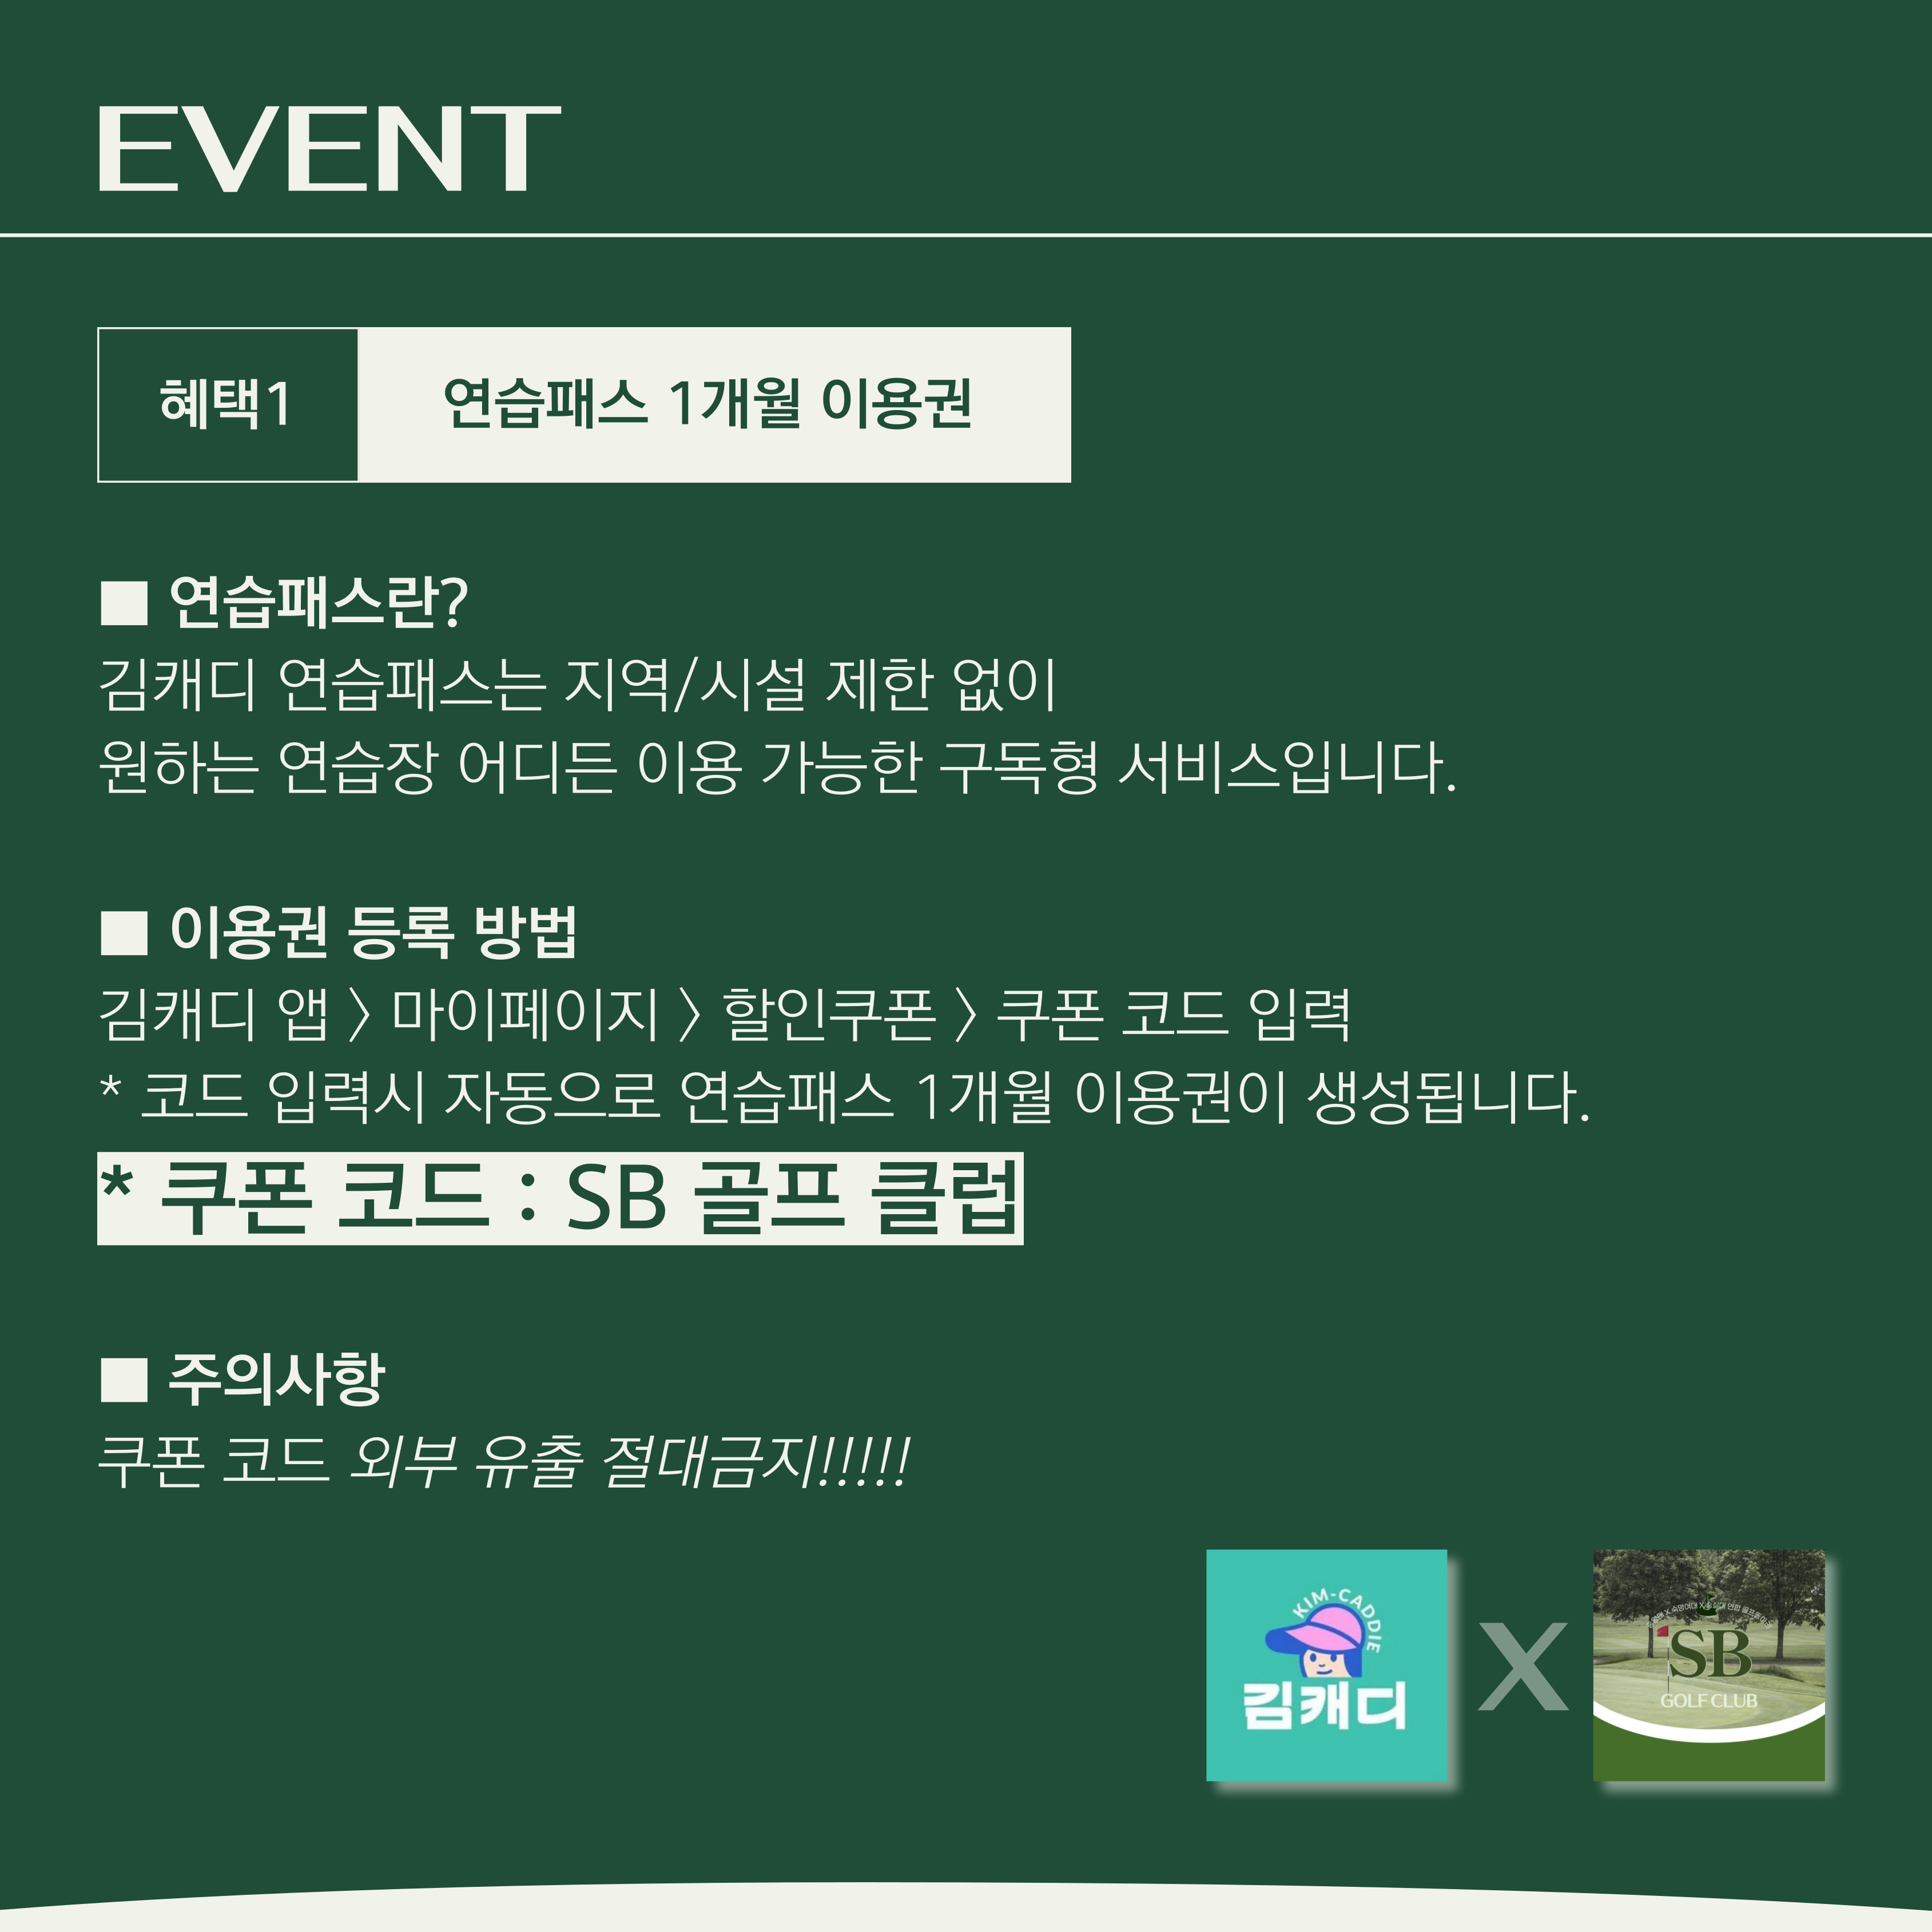 EVENT
혜택1
연습패스 1개월 이용권
■ 연습패스란?
김캐디 연습패스는 지역/시설 제한 없이
원하는 연습장 어디든 이용 가능한 구독형 서비스입니다.
■ 이용권 등록 방법
김캐디 앱 > 마이페이지 > 할인쿠폰 > 쿠폰 코드 입력
* 코드 입력시 자동으로 연습패스 1개월 이용권이 생성됩니다.
* 쿠폰 코드 : SB 골프 클럽
■ 주의사항
쿠폰 코드 외부 유출 절대금지!!!!!!
KIM-CADDIE
김캐디
X
SB
GOLF CLUB